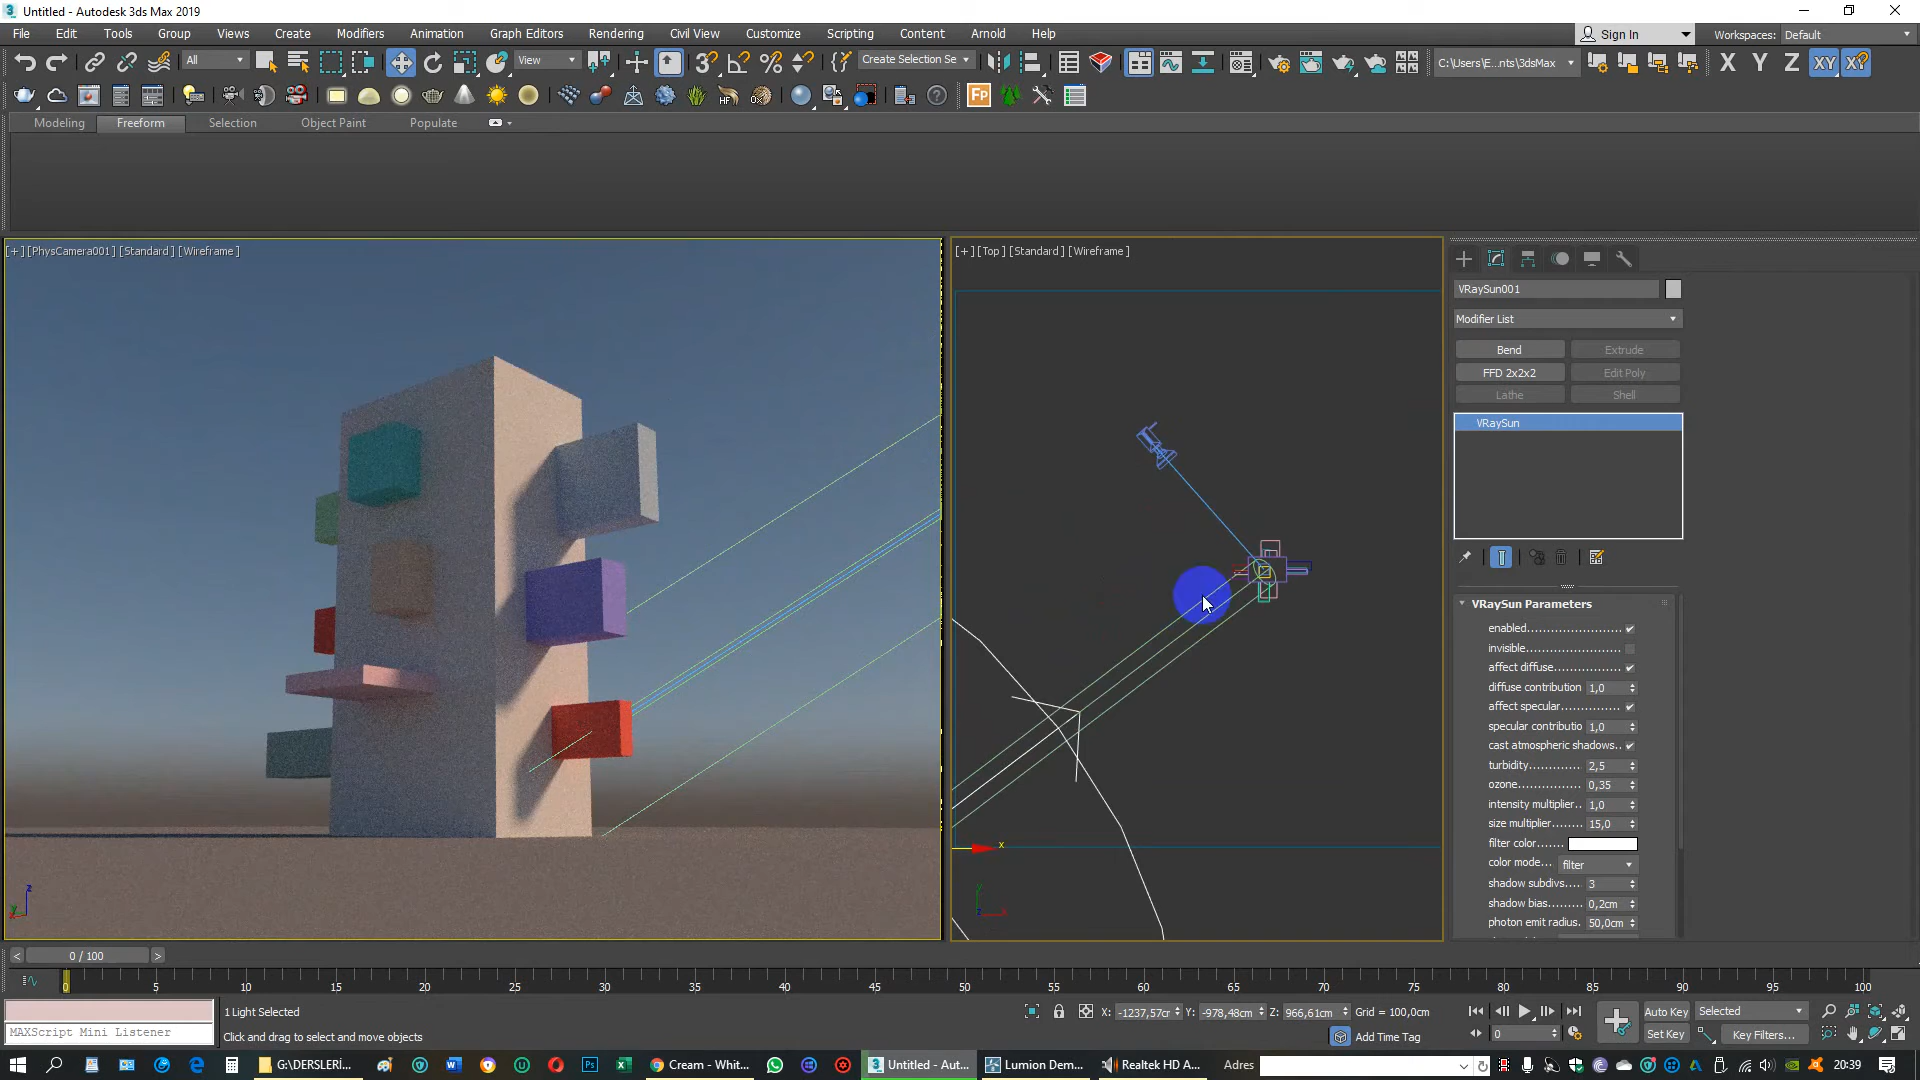 Untitled - Autodesk 3ds Max 2019
File Edit Tools Group Views Create Modifiers Animation Graph Editors Rendering Civil View Customize Scripting Content Arnold Help
Sign In Workspaces: Default
All View Create Selection Se C:\Users\E...nts\3dsMax X Y Z XY
Fp
Modeling Freeform Selection Object Paint Populate
[+] [PhysCamera001] [Standard] [Wireframe]
[+] [Top] [Standard] [Wireframe]
VRaySun001
Modifier List
Bend Extrude
FFD 2x2x2 Edit Poly
Lathe Shell
VRaySun
VRaySun Parameters
enabled
invisible
affect diffuse
diffuse contribution 1,0
affect specular
specular contributio 1,0
cast atmospheric shadows..
turbidity 2,5
ozone 0,35
intensity multiplier.. 1,0
size multiplier 15,0
filter color
color mode... filter
shadow subdivs.... 3
shadow bias 0,2cm
photon emit radius. 50,0cm
x
z
0 / 100
0 5 10 15 20 25 30 35 40 45 50 55 60 65 70 75 80 85 90 95 100
1 Light Selected X: -1237,57cr Y: -978,48cm Z: 966,61cm Grid = 100,0cm Auto Key Selected
MAXScript Mini Listener Click and drag to select and move objects Add Time Tag 0 Set Key Key Filters...
G:\DERSLERİ... Cream - Whit... Untitled - Aut... Lumion Dem... Realtek HD A... Adres 20:39